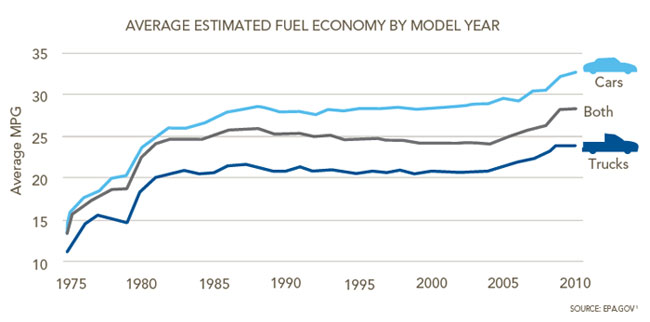 AVERAGE ESTIMATED FUEL ECONOMY BY MODEL YEAR
35
30
25
20
15
10
Average MPG
Cars
Both
Trucks
1975 1980 1985 1990 1995 2000 2005 2010
SOURCE: EPA.GOV¹